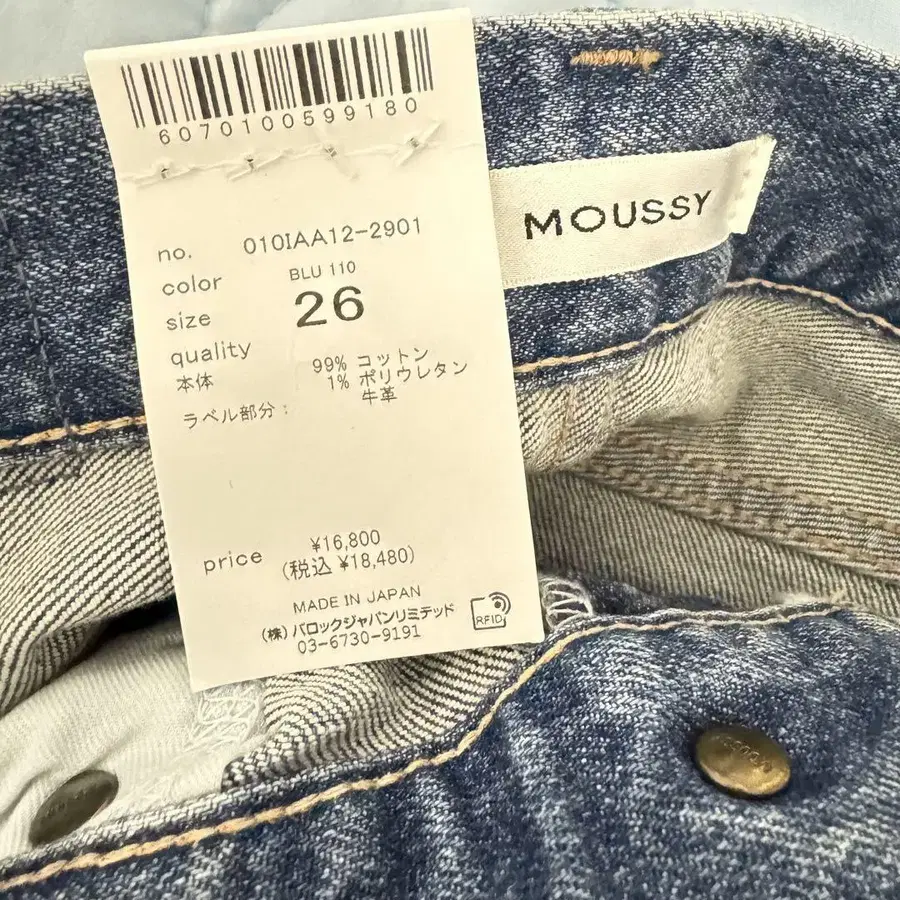 6070100599180
MOUSSY
no. 010IAA12-2901
color BLU 110
size 26
quality
本体 99% コットン
1% ポリウレタン
ラベル部分: 牛革
price ¥16,800
(税込 ¥18,480)
MADE IN JAPAN
(株) バロックジャパンリミテッド
03-6730-9191
RFID